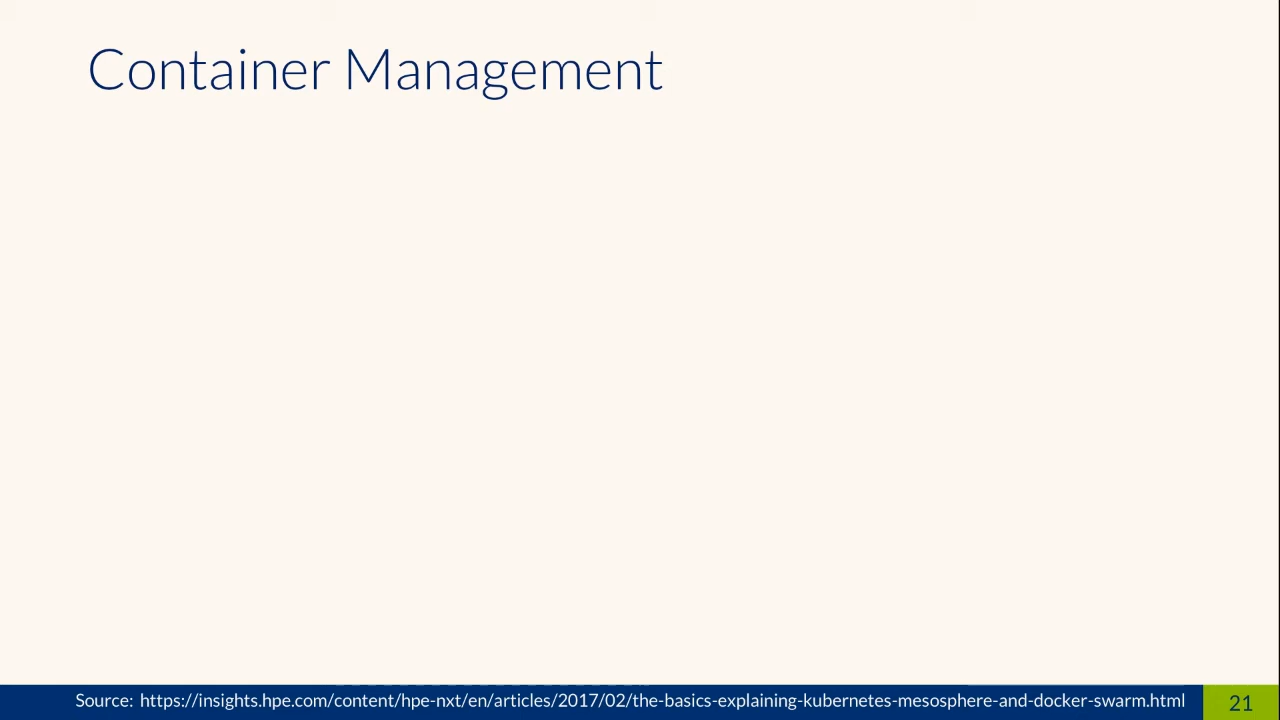 Container Management
Source: https://insights.hpe.com/content/hpe-nxt/en/articles/2017/02/the-basics-explaining-kubernetes-mesosphere-and-docker-swarm.html
21